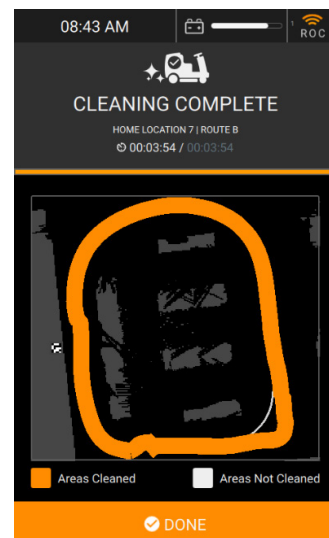 08:43 AM
1
ROC
CLEANING COMPLETE
HOME LOCATION 7 | ROUTE B
00:03:54 / 00:03:54
Areas Cleaned
Areas Not Cleaned
DONE